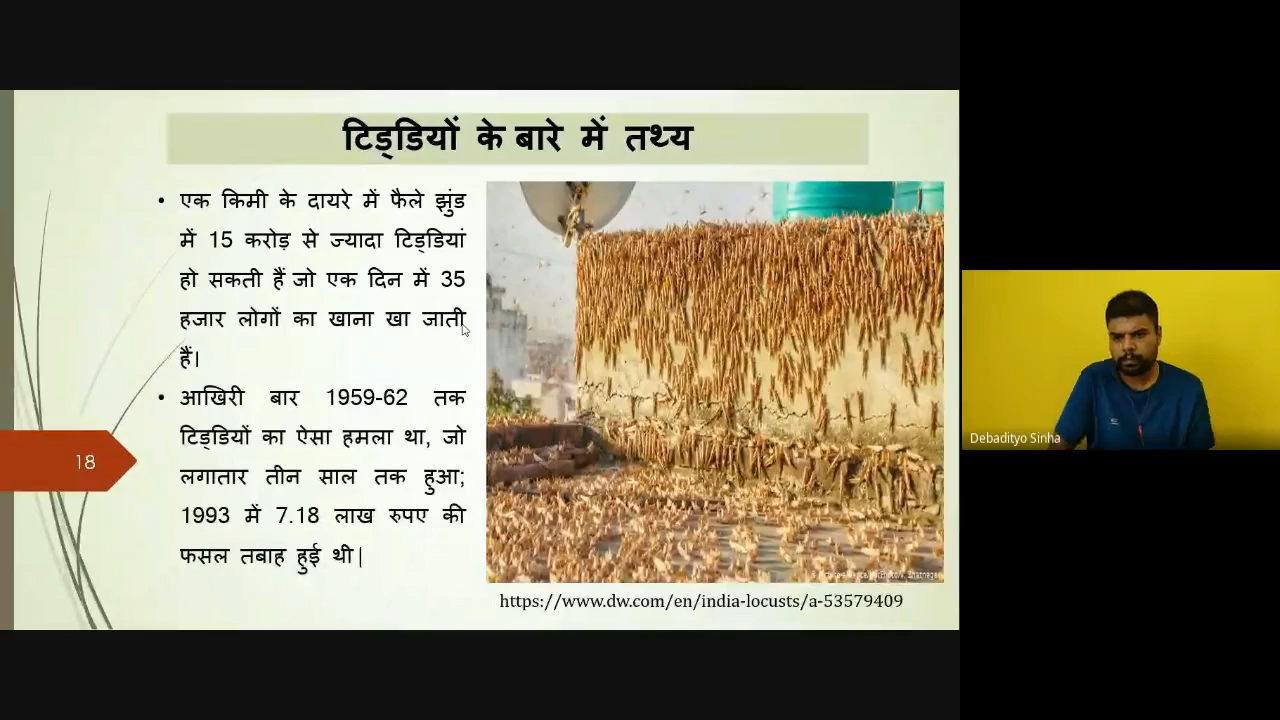 टिड्डियों के बारे में तथ्य
• एक किमी के दायरे में फैले झुंड
में 15 करोड़ से ज्यादा टिड्डियां
हो सकती हैं जो एक दिन में 35
हजार लोगों का खाना खा जाती
हैं।
• आखिरी बार 1959-62 तक
टिड्डियों का ऐसा हमला था, जो
लगातार तीन साल तक हुआ;
1993 में 7.18 लाख रुपए की
फसल तबाह हुई थी|
18
https://www.dw.com/en/india-locusts/a-53579409
Debadityo Sinha